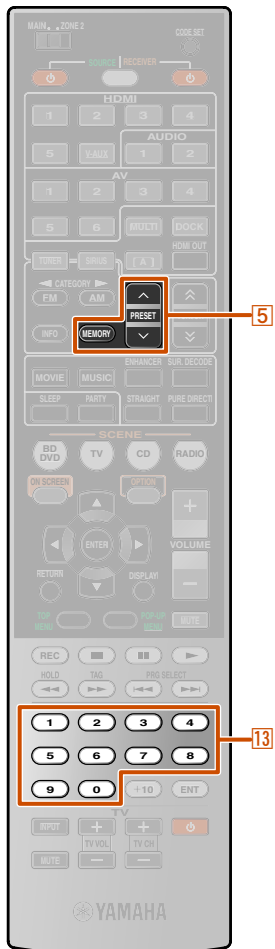 MAIN ZONE 2 CODE SET
SOURCE RECEIVER
HDMI
1 2 3 4
AUDIO
5 V-AUX 1 2
AV
1 2 3 4
5 6 MULTI DOCK
HDMI OUT
TUNER SIRIUS [ A ]
CATEGORY
FM AM
PRESET
5
INFO MEMORY
ENHANCER SUR. DECODE
MOVIE MUSIC
SLEEP PARTY STRAIGHT PURE DIRECT
SCENE
BD DVD TV CD RADIO
ON SCREEN OPTION
ENTER
VOLUME
RETURN DISPLAY
TOP MENU POP-UP MENU MUTE
REC
HOLD TAG PRG SELECT
1 2 3 4
13
5 6 7 8
9 0 +10 ENT
TV
INPUT TV VOL TV CH
MUTE
YAMAHA